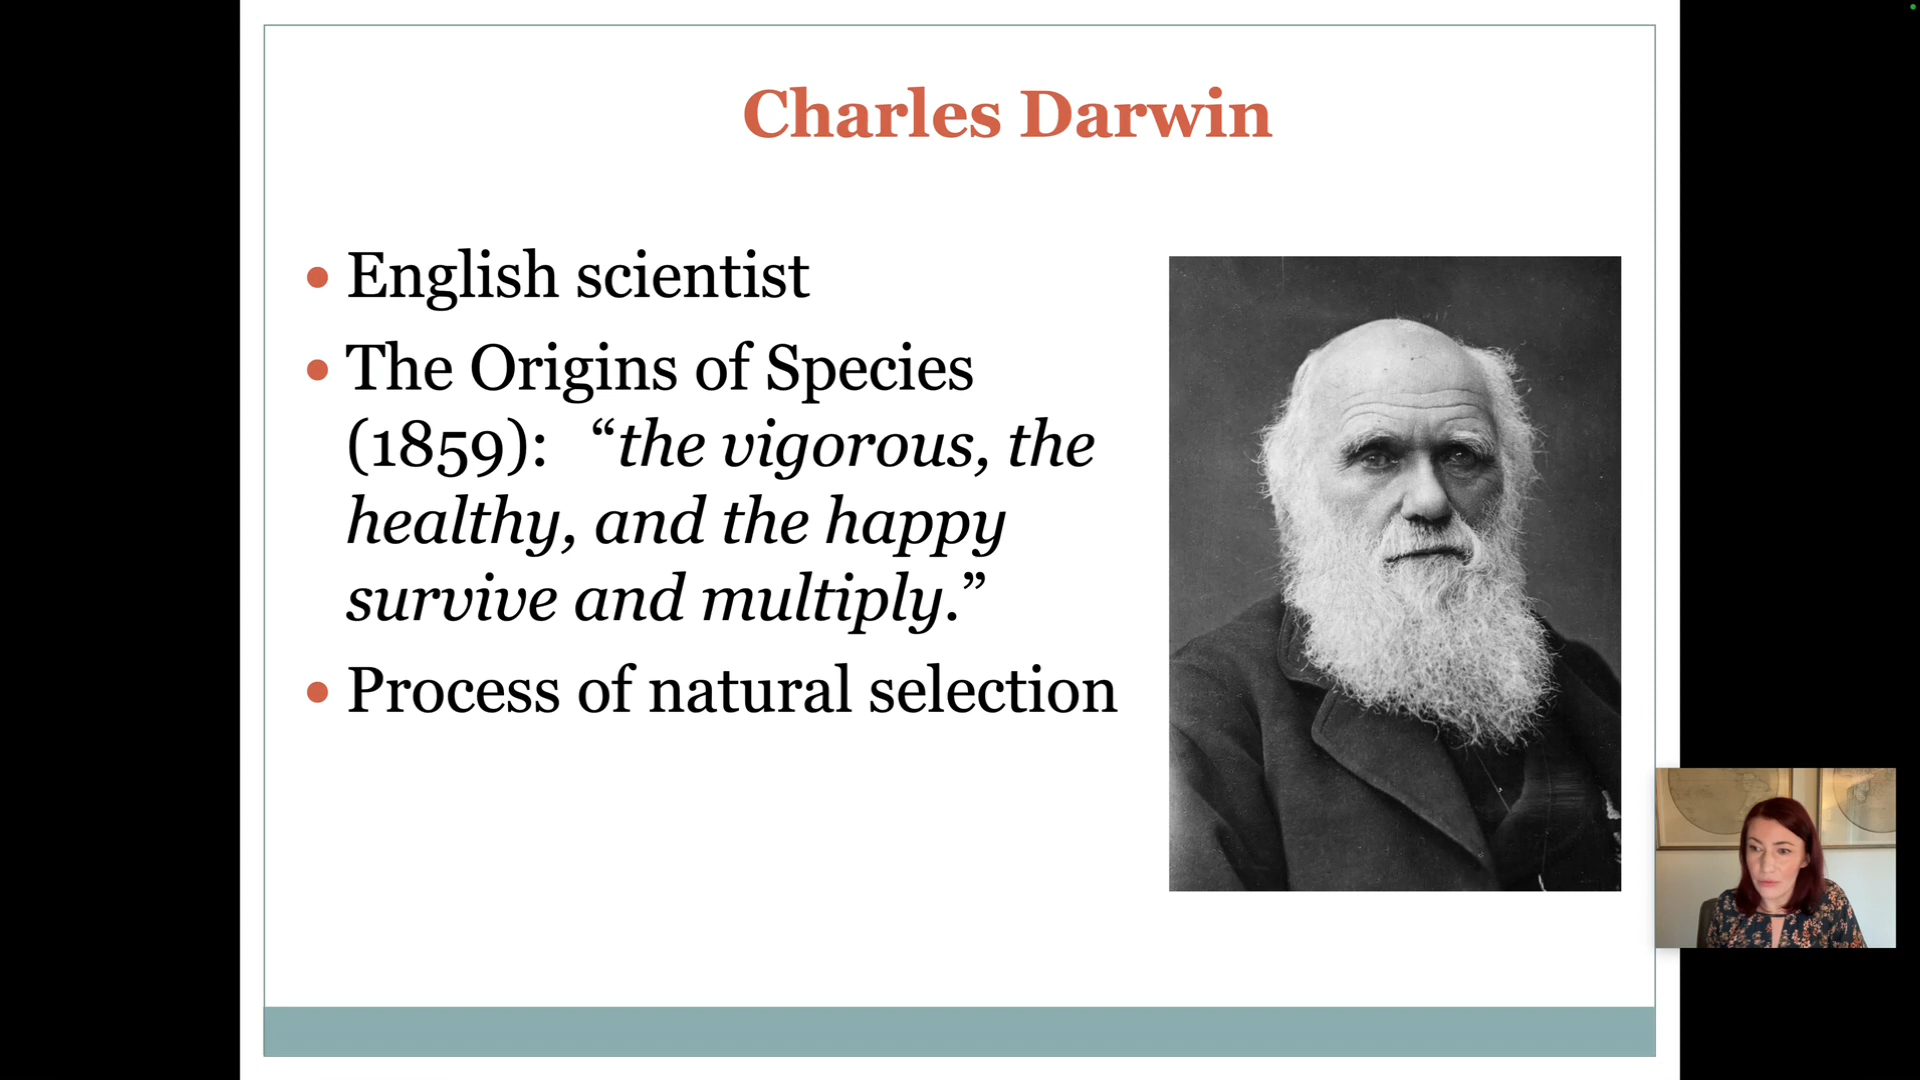 Charles Darwin
• English scientist
• The Origins of Species
(1859): “the vigorous, the
healthy, and the happy
survive and multiply.”
• Process of natural selection